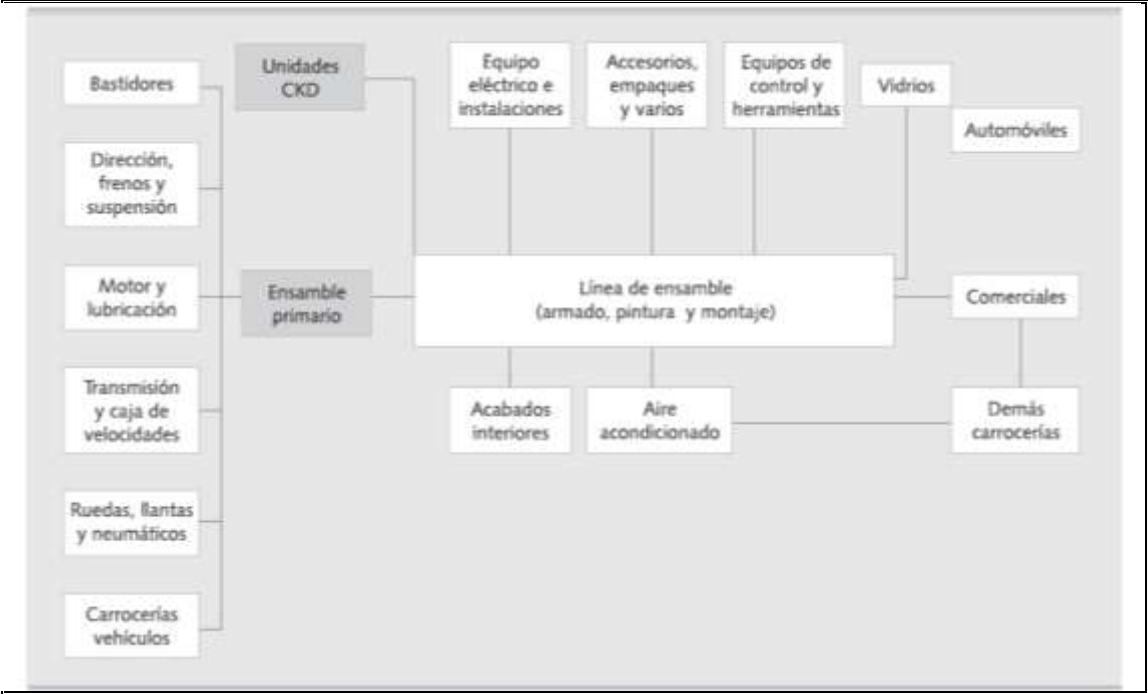 Bastidores
Dirección,
frenos y
suspensión
Motor y
lubricación
Transmisión
y caja de
velocidades
Ruedas, llantas
y neumáticos
Carrocerías
vehículos
Unidades
CKD
Ensamble
primario
Equipo
eléctrico e
instalaciones
Accesorios,
empaques
y varios
Equipos de
control y
herramientas
Vidrios
Automóviles
Línea de ensamble
(armado, pintura y montaje)
Comerciales
Acabados
interiores
Aire
acondicionado
Demás
carrocerías